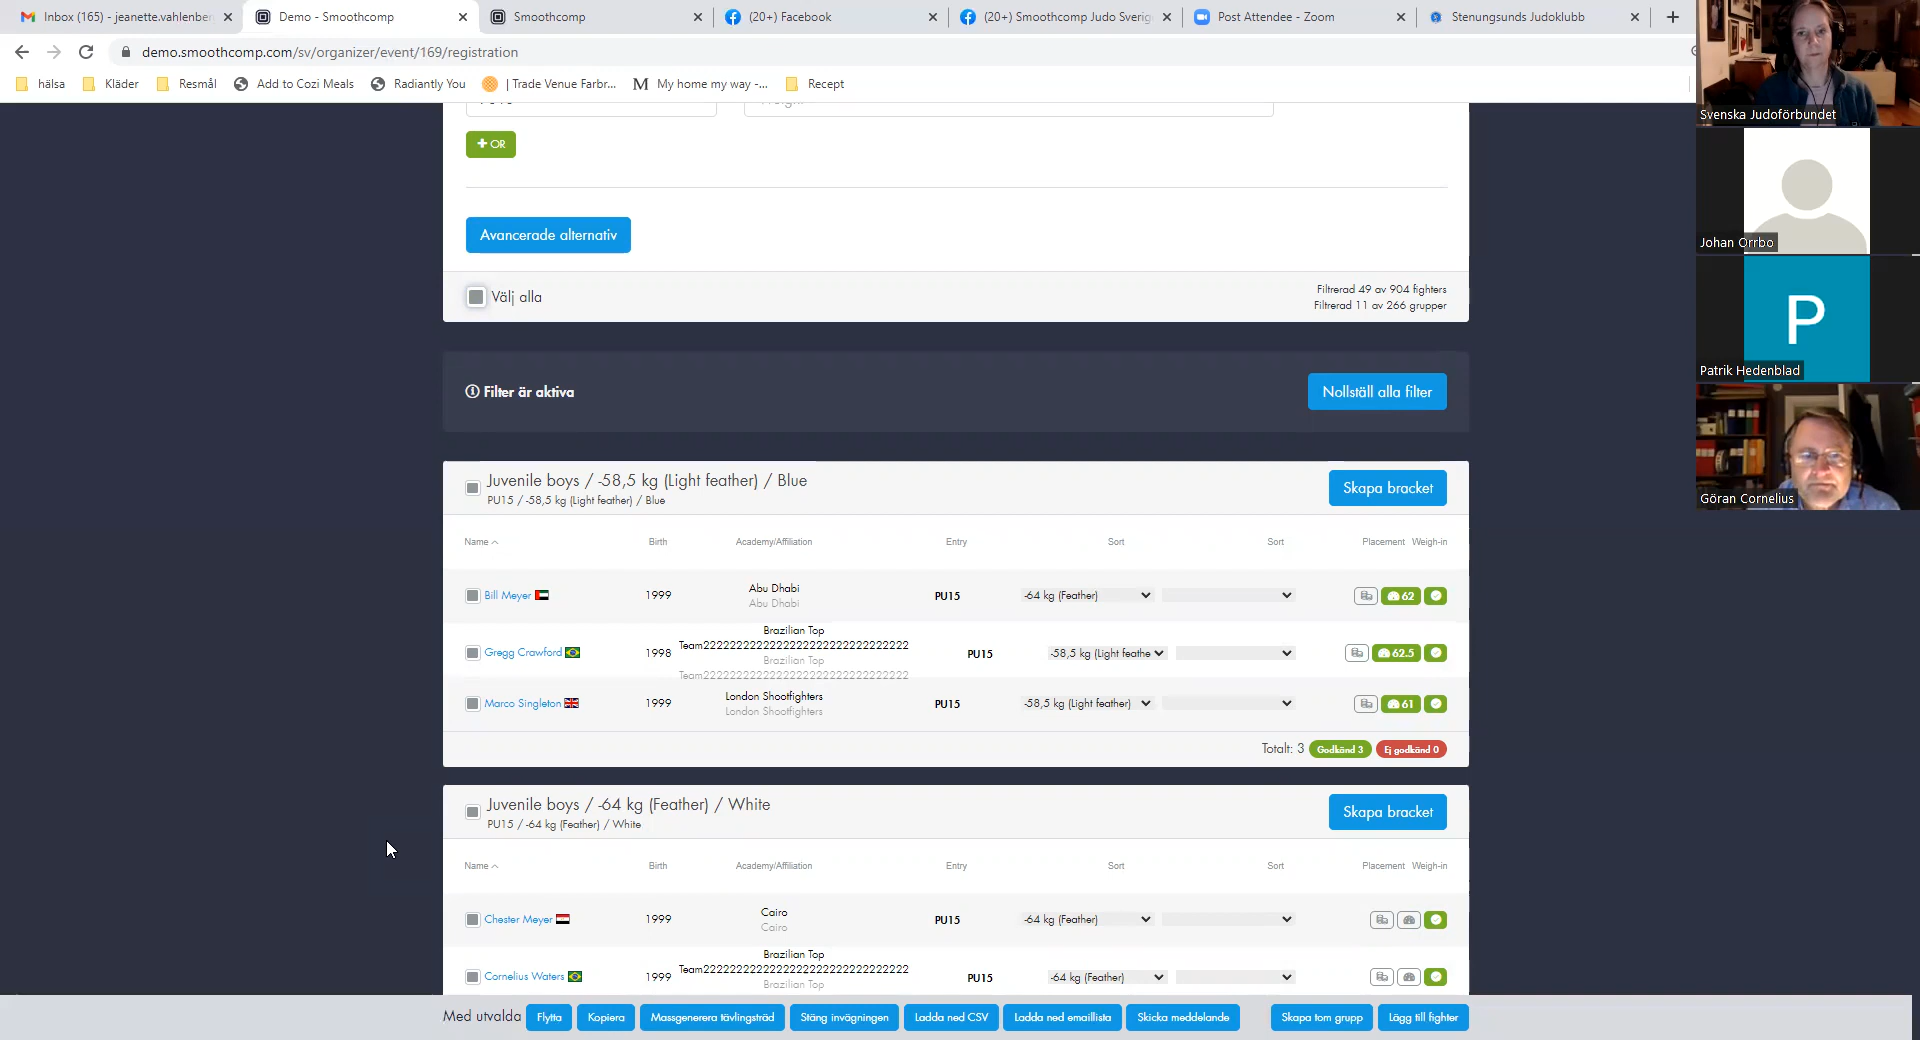 Inbox (165) - jeanette.vahlenber
Demo - Smoothcomp
Smoothcomp
(20+) Facebook
(20+) Smoothcomp Judo Sverig
Post Attendee - Zoom
Stenungsunds Judoklubb
demo.smoothcomp.com/sv/organizer/event/169/registration
hälsa
Kläder
Resmål
Add to Cozi Meals
Radiantly You
| Trade Venue Farbr...
M My home my way -...
Recept
Svenska Judoförbundet
Johan Orrbo
P
Patrik Hedenblad
Göran Cornelius
+ OR
Avancerade alternativ
Välj alla
Filtrerad 49 av 904 fighters
Filtrerad 11 av 266 grupper
Filter är aktiva
Nollställ alla filter
Juvenile boys / -58,5 kg (Light feather) / Blue
PU15 / -58,5 kg (Light feather) / Blue
Skapa bracket
Name Birth Academy/Affiliation Entry Sort Sort Placement Weigh-in
Bill Meyer 1999 Abu Dhabi PU15 -64 kg (Feather) 62
Abu Dhabi
Brazilian Top
Gregg Crawford 1998 Team2222222222222222222222222222222222 PU15 -58,5 kg (Light feathe 62.5
Brazilian Top
Team2222222222222222222222222222222222
Marco Singleton 1999 London Shootfighters PU15 -58,5 kg (Light feather) 61
London Shootfighters
Totalt: 3 Godkänd 3 Ej godkänd 0
Juvenile boys / -64 kg (Feather) / White
PU15 / -64 kg (Feather) / White
Skapa bracket
Name Birth Academy/Affiliation Entry Sort Sort Placement Weigh-in
Chester Meyer 1999 Cairo PU15 -64 kg (Feather)
Cairo
Brazilian Top
Cornelius Waters 1999 Team2222222222222222222222222222222222 PU15 -64 kg (Feather)
Brazilian Top
Med utvalda Flytta Kopiera Massgenerera tävlingsträd Stäng invägningen Ladda ned CSV Ladda ned emaillista Skicka meddelande Skapa tom grupp Lägg till fighter